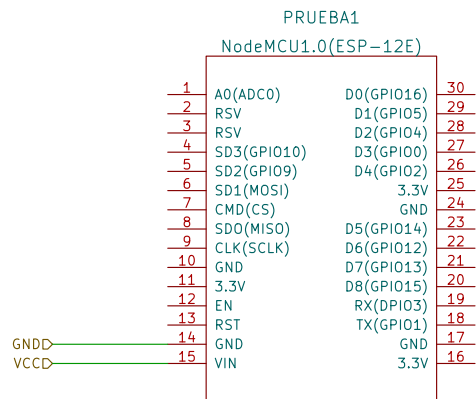 PRUEBA1
NodeMCU1.0(ESP-12E)
1 A0(ADC0) D0(GPIO16) 30
2 RSV D1(GPIO5) 29
3 RSV D2(GPIO4) 28
4 SD3(GPIO10) D3(GPIO0) 27
5 SD2(GPIO9) D4(GPIO2) 26
6 SD1(MOSI) 3.3V 25
7 CMD(CS) GND 24
8 SDO(MISO) D5(GPIO14) 23
9 CLK(SCLK) D6(GPIO12) 22
10 GND D7(GPIO13) 21
11 3.3V D8(GPIO15) 20
12 EN RX(DPIO3) 19
13 RST TX(GPIO1) 18
GND 14 GND GND 17
VCC 15 VIN 3.3V 16